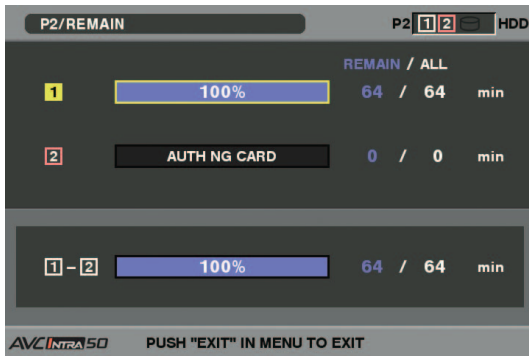 P2/REMAIN P2 1 2 HDD
REMAIN / ALL
1 100% 64 / 64 min
2 AUTH NG CARD 0 / 0 min
1 - 2 100% 64 / 64 min
AVC INTRA 50 PUSH "EXIT" IN MENU TO EXIT